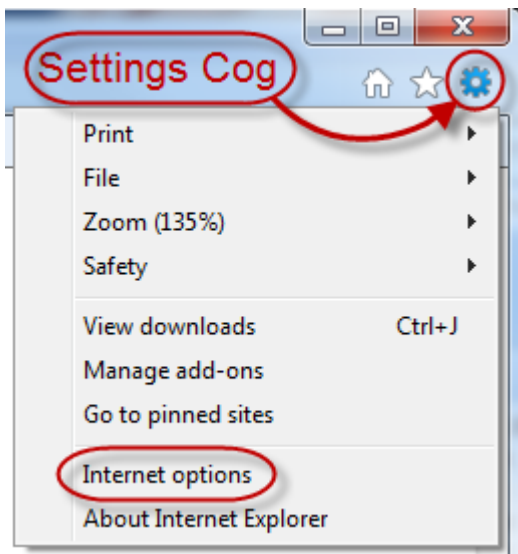 Settings Cog
Print
File
Zoom (135%)
Safety
View downloads Ctrl+J
Manage add-ons
Go to pinned sites
Internet options
About Internet Explorer